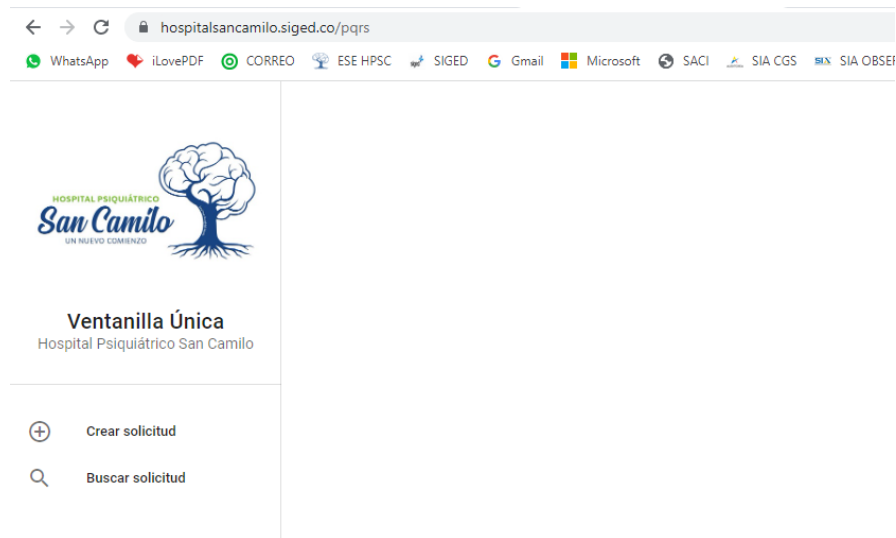 hospitalsancamilo.siged.co/pqrs
WhatsApp iLovePDF CORREO ESE HPSC SIGED Gmail Microsoft SACI SIA CGS SIA OBSER
HOSPITAL PSIQUIÁTRICO
San Camilo
UN NUEVO COMIENZO
Ventanilla Única
Hospital Psiquiátrico San Camilo
Crear solicitud
Buscar solicitud